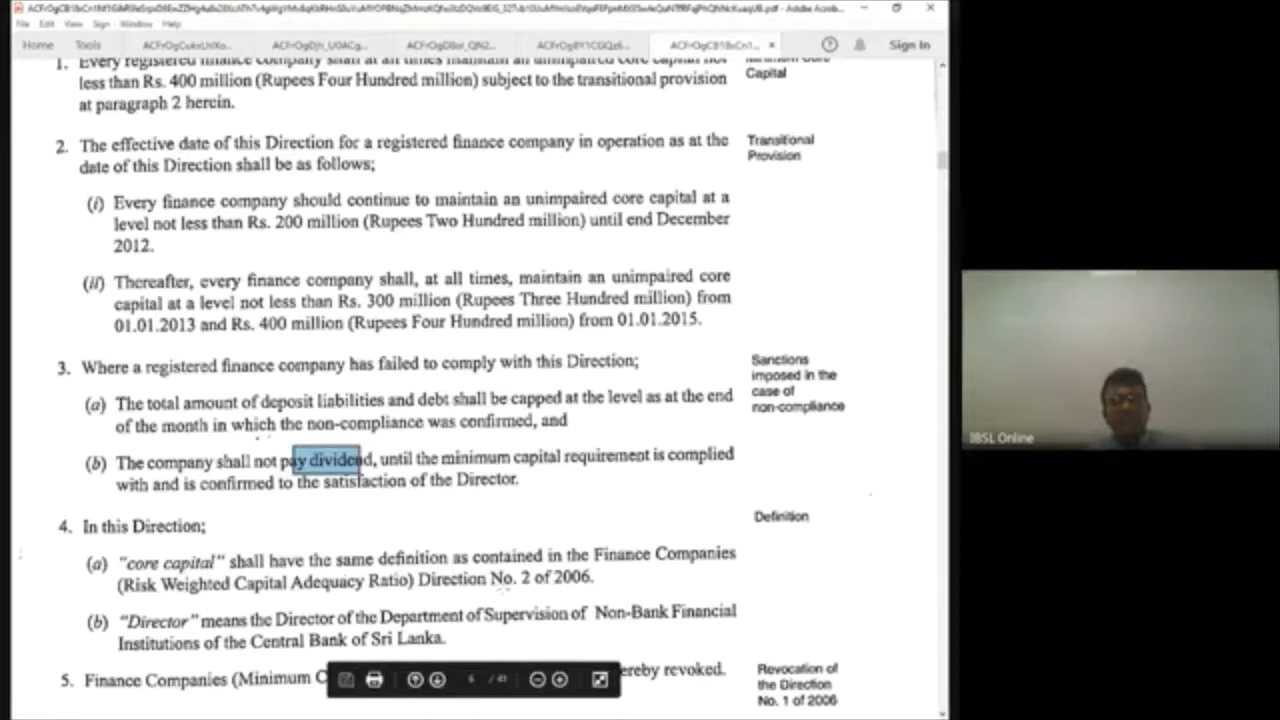 File Edit View Sign Window Help
Home Tools
Sign In
1. Every registered finance company shall at all times maintain an unimpaired core capital not
less than Rs. 400 million (Rupees Four Hundred million) subject to the transitional provision
at paragraph 2 herein.
Minimum Core
Capital
2. The effective date of this Direction for a registered finance company in operation as at the
date of this Direction shall be as follows;
Transitional
Provision
(i) Every finance company should continue to maintain an unimpaired core capital at a
level not less than Rs. 200 million (Rupees Two Hundred million) until end December
2012.
(ii) Thereafter, every finance company shall, at all times, maintain an unimpaired core
capital at a level not less than Rs. 300 million (Rupees Three Hundred million) from
01.01.2013 and Rs. 400 million (Rupees Four Hundred million) from 01.01.2015.
3. Where a registered finance company has failed to comply with this Direction;
Sanctions
imposed in the
case of
non-compliance
(a) The total amount of deposit liabilities and debt shall be capped at the level as at the end
of the month in which the non-compliance was confirmed, and
(b) The company shall not pay dividend, until the minimum capital requirement is complied
with and is confirmed to the satisfaction of the Director.
4. In this Direction;
Definition
(a) "core capital" shall have the same definition as contained in the Finance Companies
(Risk Weighted Capital Adequacy Ratio) Direction No. 2 of 2006.
(b) "Director" means the Director of the Department of Supervision of Non-Bank Financial
Institutions of the Central Bank of Sri Lanka.
5. Finance Companies (Minimum C ereby revoked.
Revocation of
the Direction
No. 1 of 2006
IBSL Online